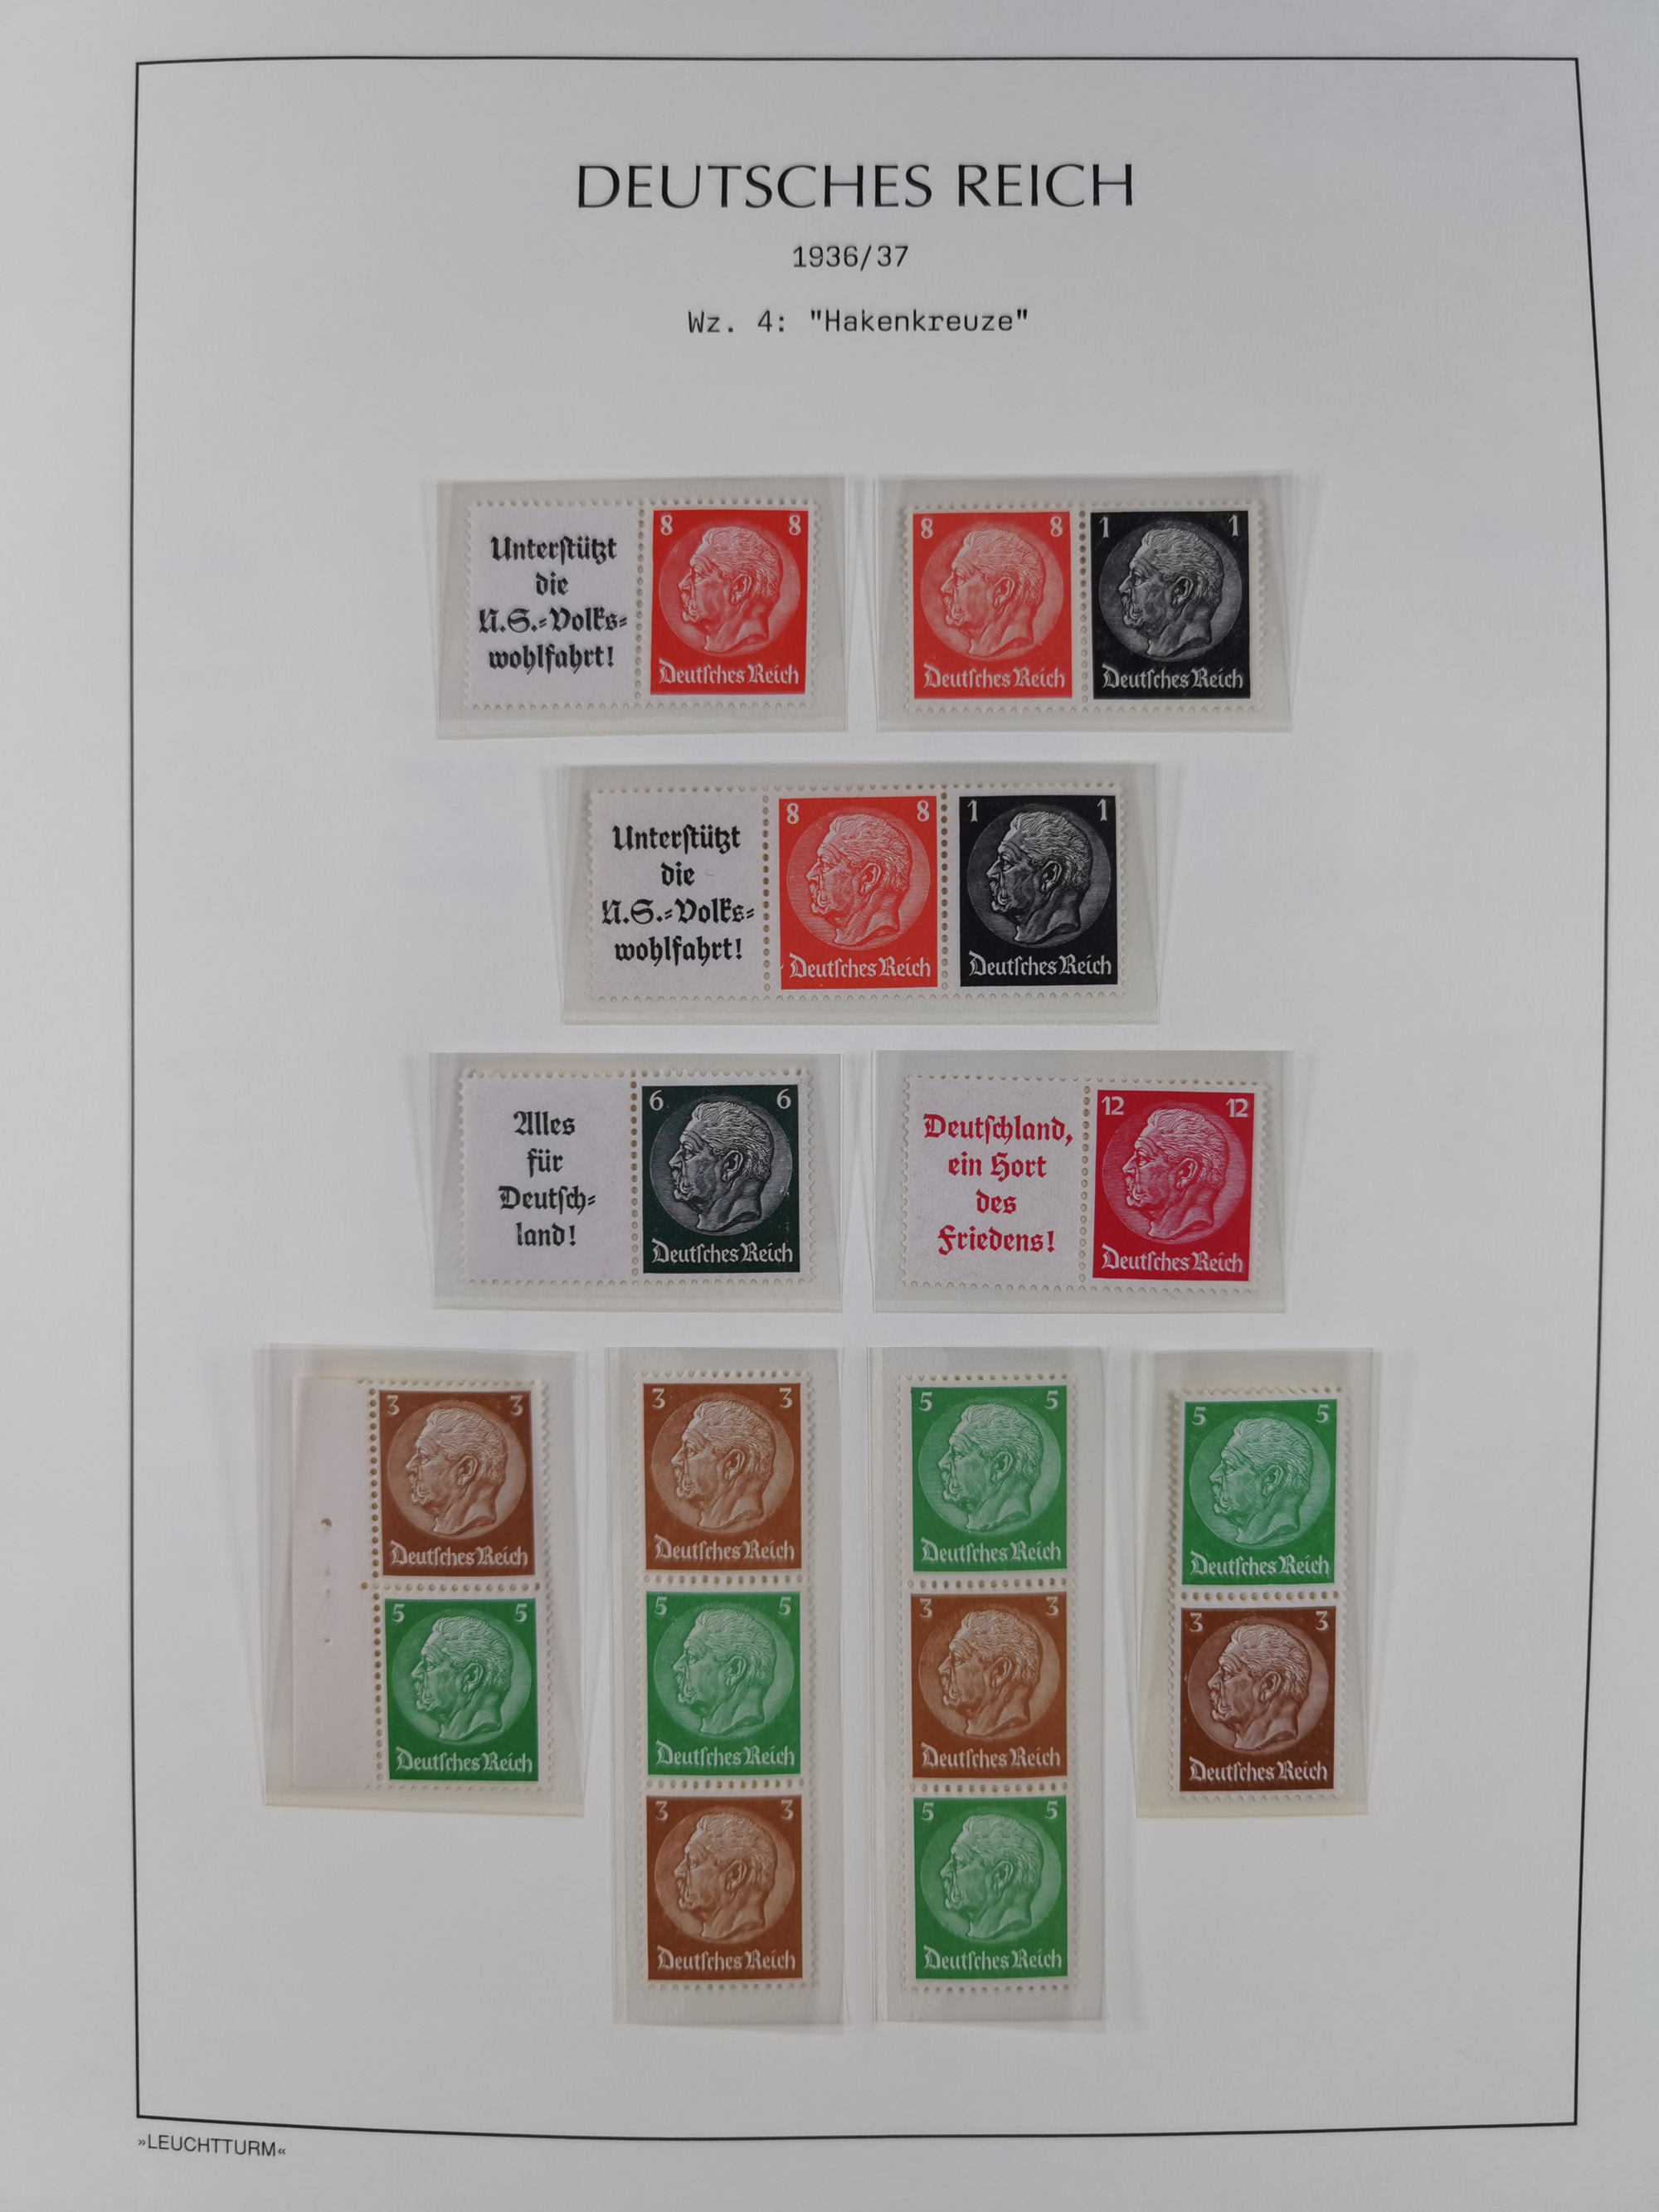 DEUTSCHES REICH
1936/37
Wz. 4: "Hakenkreuze"
Unterstützt
die
N.S.-Volks-
wohlfahrt!
8 8
Deutsches Reich
8 8
Deutsches Reich
1 1
Deutsches Reich
Unterstützt
die
N.S.-Volks-
wohlfahrt!
8 8
Deutsches Reich
1 1
Deutsches Reich
Alles
für
Deutsch-
land!
6 6
Deutsches Reich
Deutschland,
ein Hort
des
Friedens!
12 12
Deutsches Reich
3 3
Deutsches Reich
5 5
Deutsches Reich
3 3
Deutsches Reich
5 5
Deutsches Reich
3 3
Deutsches Reich
5 5
Deutsches Reich
3 3
Deutsches Reich
5 5
Deutsches Reich
5 5
Deutsches Reich
3 3
Deutsches Reich
»LEUCHTTURM«